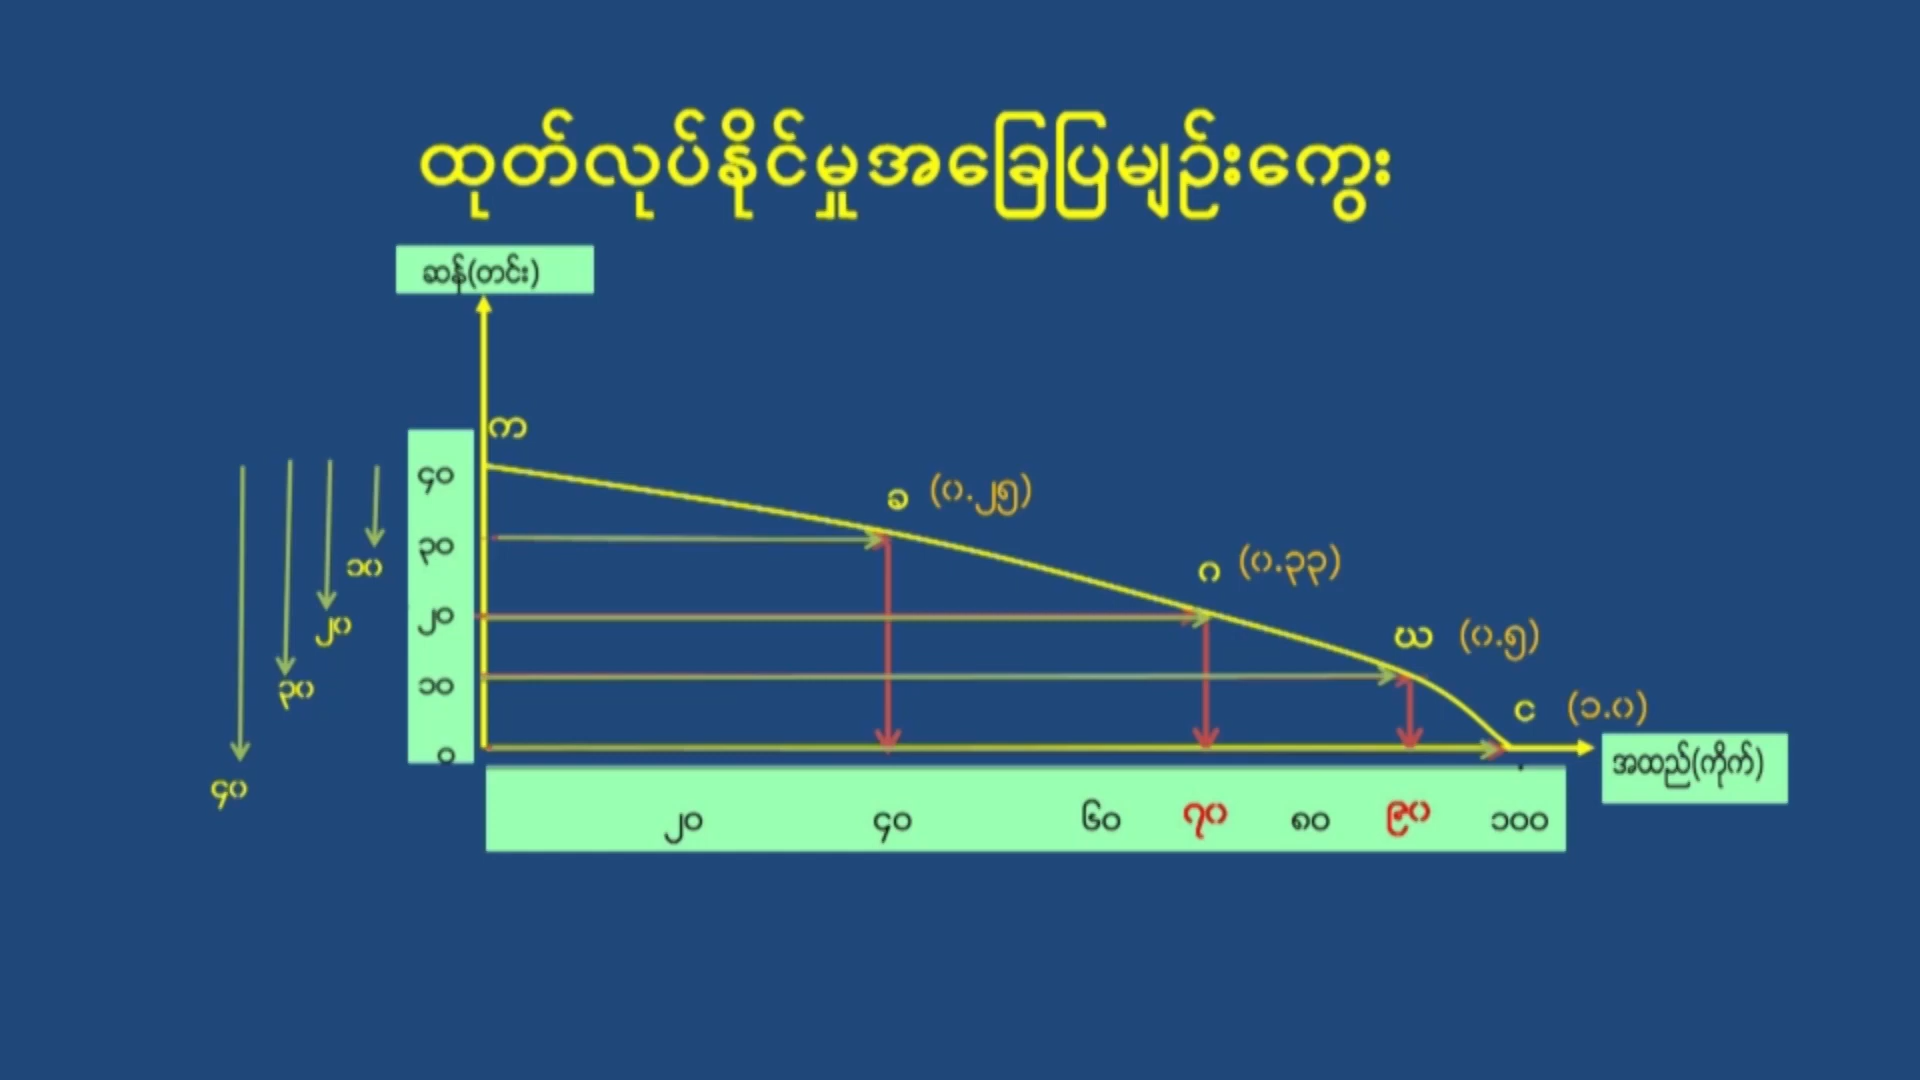 ထုတ်လုပ်နိုင်မှုအခြေပြမျဉ်းကွေး
ဆန်(တင်း)
က
၄၀
ခ (၀.၂၅)
၃၀
၁၀
ဂ (၀.၃၃)
၂၀
၂၀
ဃ (၀.၅)
၁၀
၃၀
င (၁.၀)
၀
အထည်(ကိုက်)
၄၀
၂၀ ၄၀ ၆၀ ၇၀ ၈၀ ၉၀ ၁၀၀